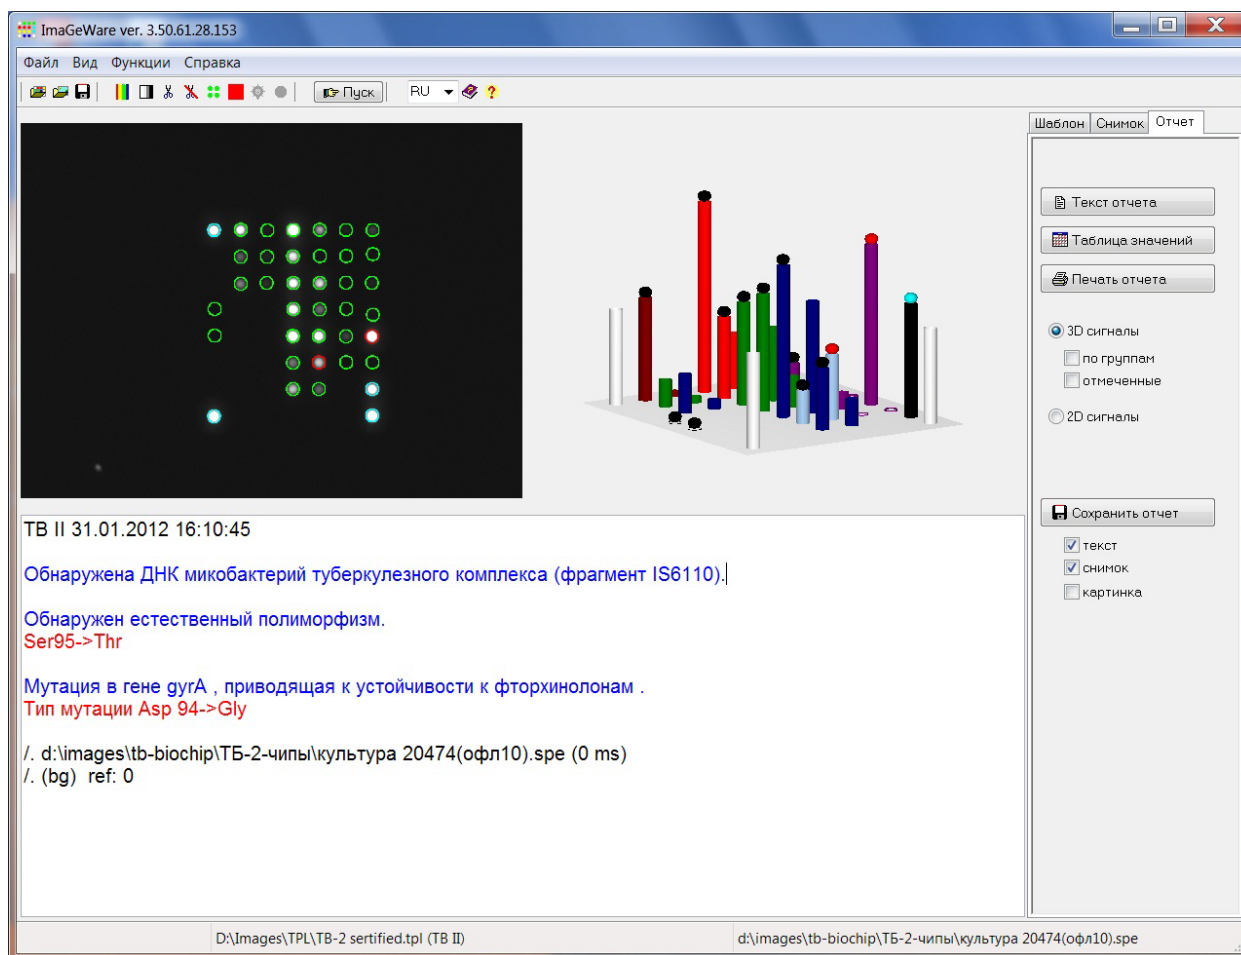 ImaGeWare ver. 3.50.61.28.153
Файл Вид Функции Справка
Пуск RU
Шаблон Снимок Отчет
Текст отчета
Таблица значений
Печать отчета
3D сигналы
по группам
отмеченные
2D сигналы
Сохранить отчет
текст
снимок
картинка
ТВ II 31.01.2012 16:10:45
Обнаружена ДНК микобактерий туберкулезного комплекса (фрагмент IS6110).
Обнаружен естественный полиморфизм.
Ser95->Thr
Мутация в гене gyrA , приводящая к устойчивости к фторхинолонам .
Тип мутации Asp 94->Gly
/. d:\images\tb-biochip\ТБ-2-чипы\культура 20474(офл10).spe (0 ms)
/. (bg) ref: 0
D:\Images\TPL\TB-2 sertified.tpl (TB II)
d:\images\tb-biochip\ТБ-2-чипы\культура 20474(офл10).spe